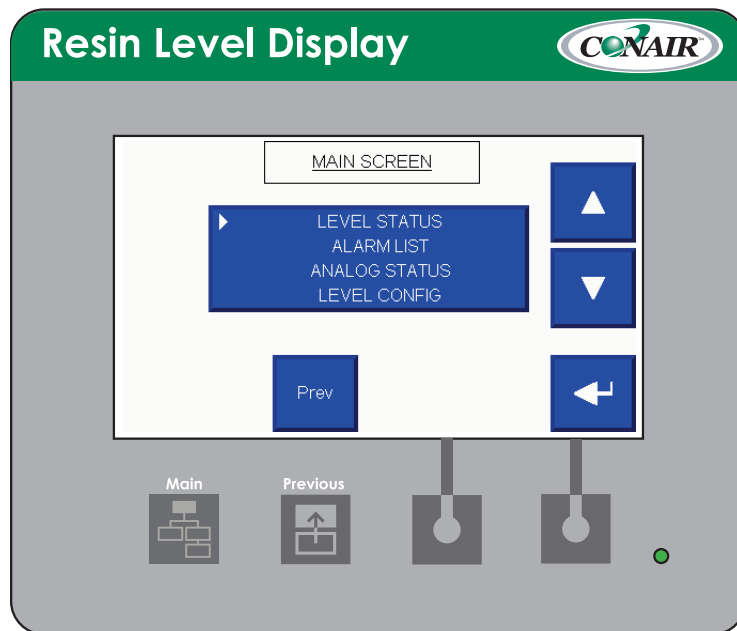 Resin Level Display
CONAIR
MAIN SCREEN
LEVEL STATUS
ALARM LIST
ANALOG STATUS
LEVEL CONFIG
Prev
Main
Previous